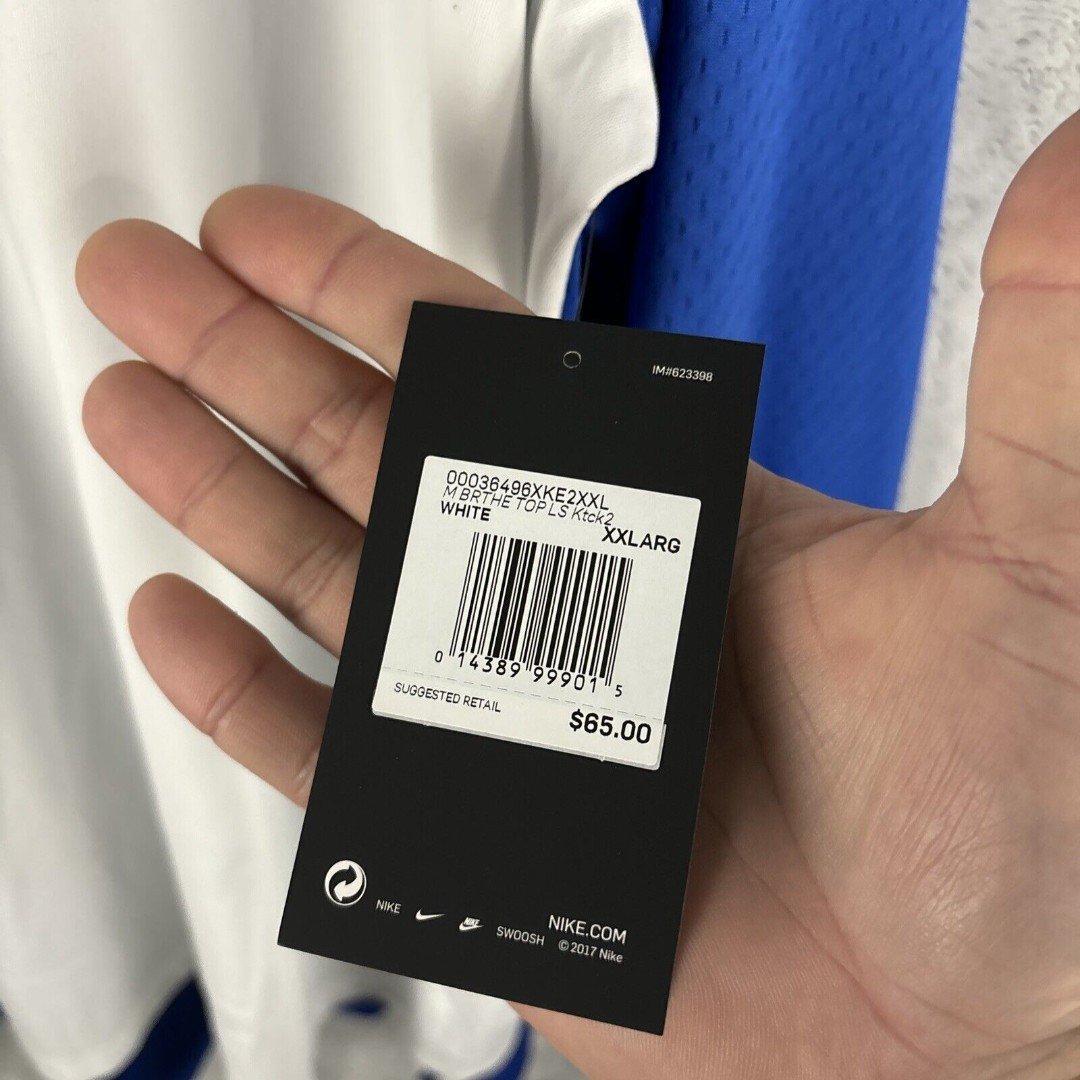 IM#623398
00036496XKE2XXL
M BRTHE TOP LS Ktck2
WHITE
XXLARG
0 14389 99901 5
SUGGESTED RETAIL
$65.00
NIKE
NIKE
SWOOSH
NIKE.COM
© 2017 Nike